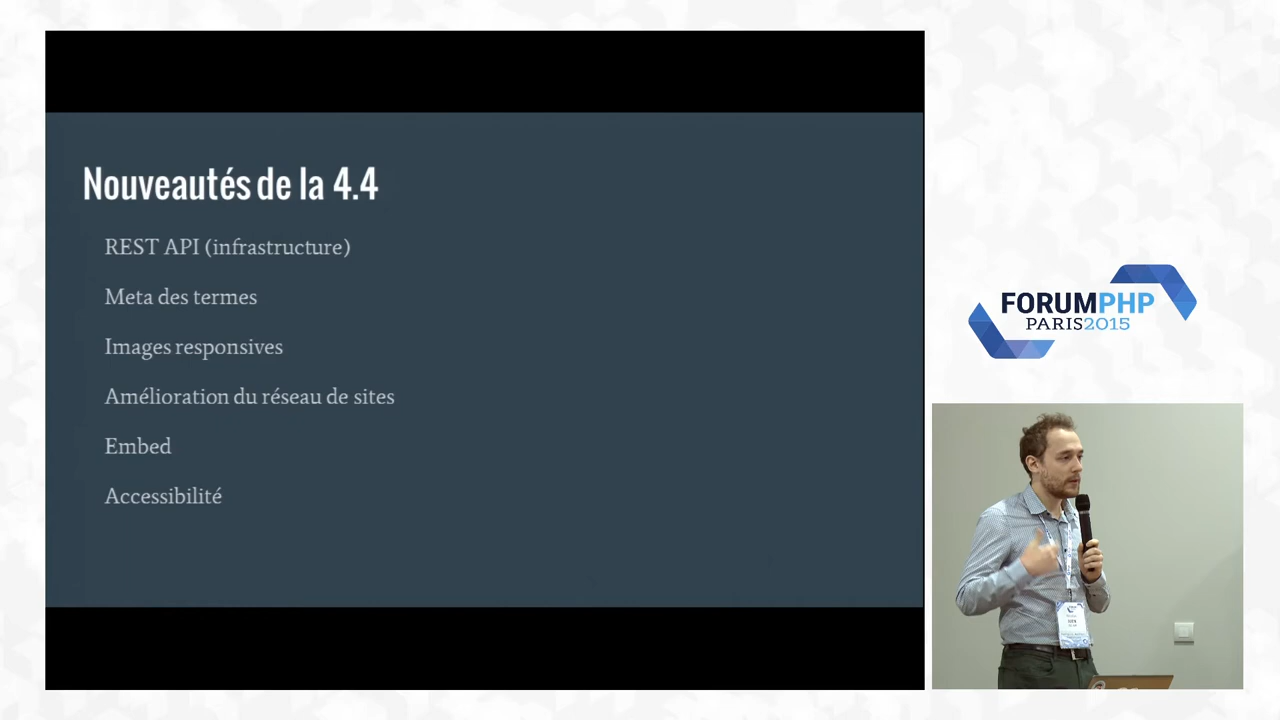 Nouveautés de la 4.4
REST API (infrastructure)
Meta des termes
Images responsives
Amélioration du réseau de sites
Embed
Accessibilité
FORUMPHP
PARIS2015